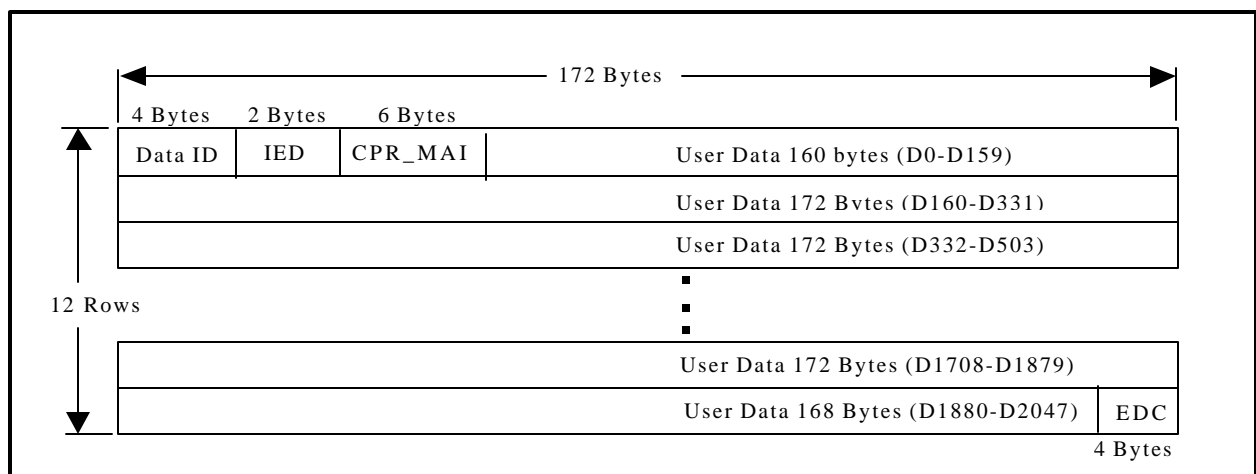 172 Bytes
4 Bytes 2 Bytes 6 Bytes
Data ID IED CPR_MAI User Data 160 bytes (D0-D159)
User Data 172 Bytes (D160-D331)
User Data 172 Bytes (D332-D503)
12 Rows
User Data 172 Bytes (D1708-D1879)
User Data 168 Bytes (D1880-D2047) EDC
4 Bytes